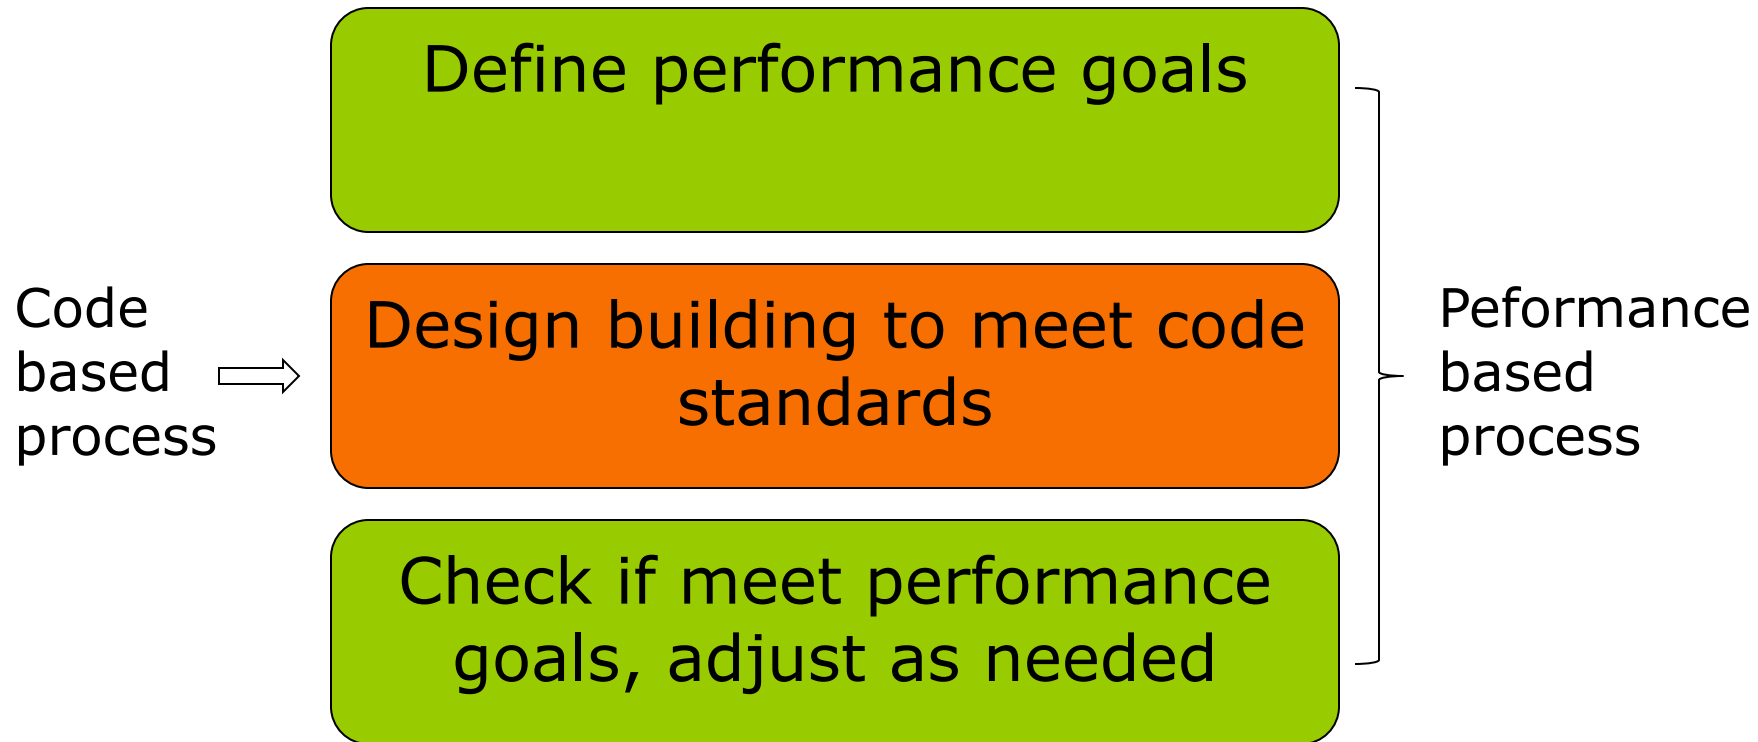 Define performance goals
Code
based
process
Design building to meet code
standards
Peformance
based
process
Check if meet performance
goals, adjust as needed